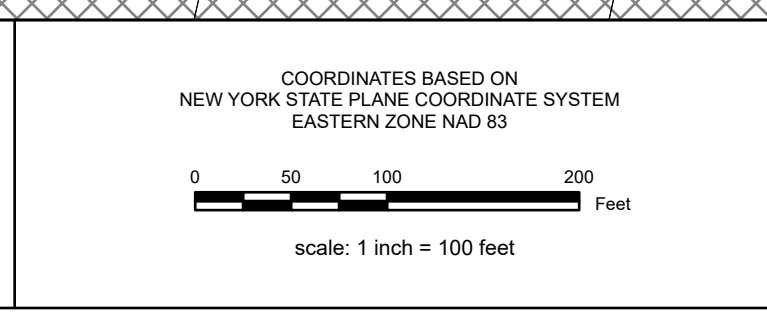 COORDINATES BASED ON
NEW YORK STATE PLANE COORDINATE SYSTEM
EASTERN ZONE NAD 83
0 50 100 200
Feet
scale: 1 inch = 100 feet